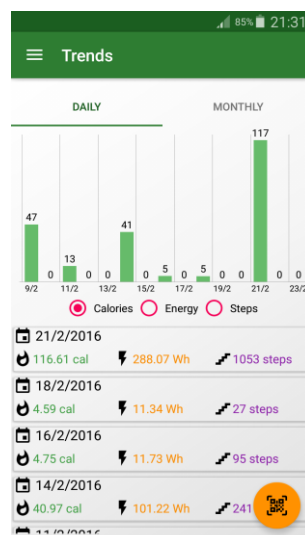 85% 21:31
Trends
DAILY MONTHLY
117
47
41
13
0 0 0 0 5 0 5 0 0 0 0
9/2 11/2 13/2 15/2 17/2 19/2 21/2 23/2
Calories Energy Steps
21/2/2016
116.61 cal 288.07 Wh 1053 steps
18/2/2016
4.59 cal 11.34 Wh 27 steps
16/2/2016
4.75 cal 11.73 Wh 95 steps
14/2/2016
40.97 cal 101.22 Wh 241
11/2/2016